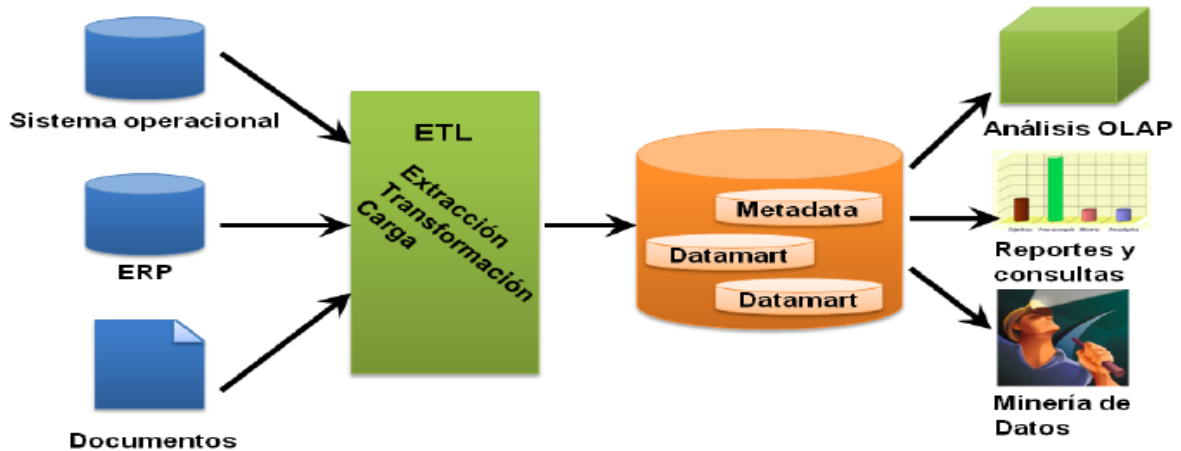 Sistema operacional
ERP
Documentos
ETL
Extracción
Transformación
Carga
Metadata
Datamart
Datamart
Análisis OLAP
Reportes y
consultas
Minería de
Datos